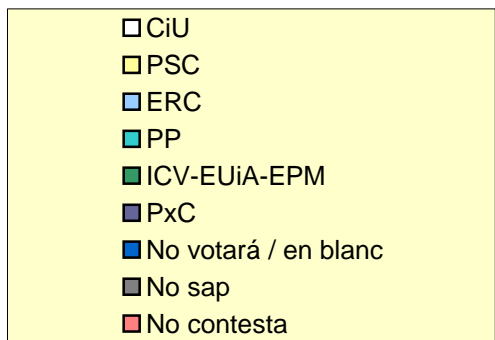 CiU
PSC
ERC
PP
ICV-EUiA-EPM
PxC
No votará / en blanc
No sap
No contesta